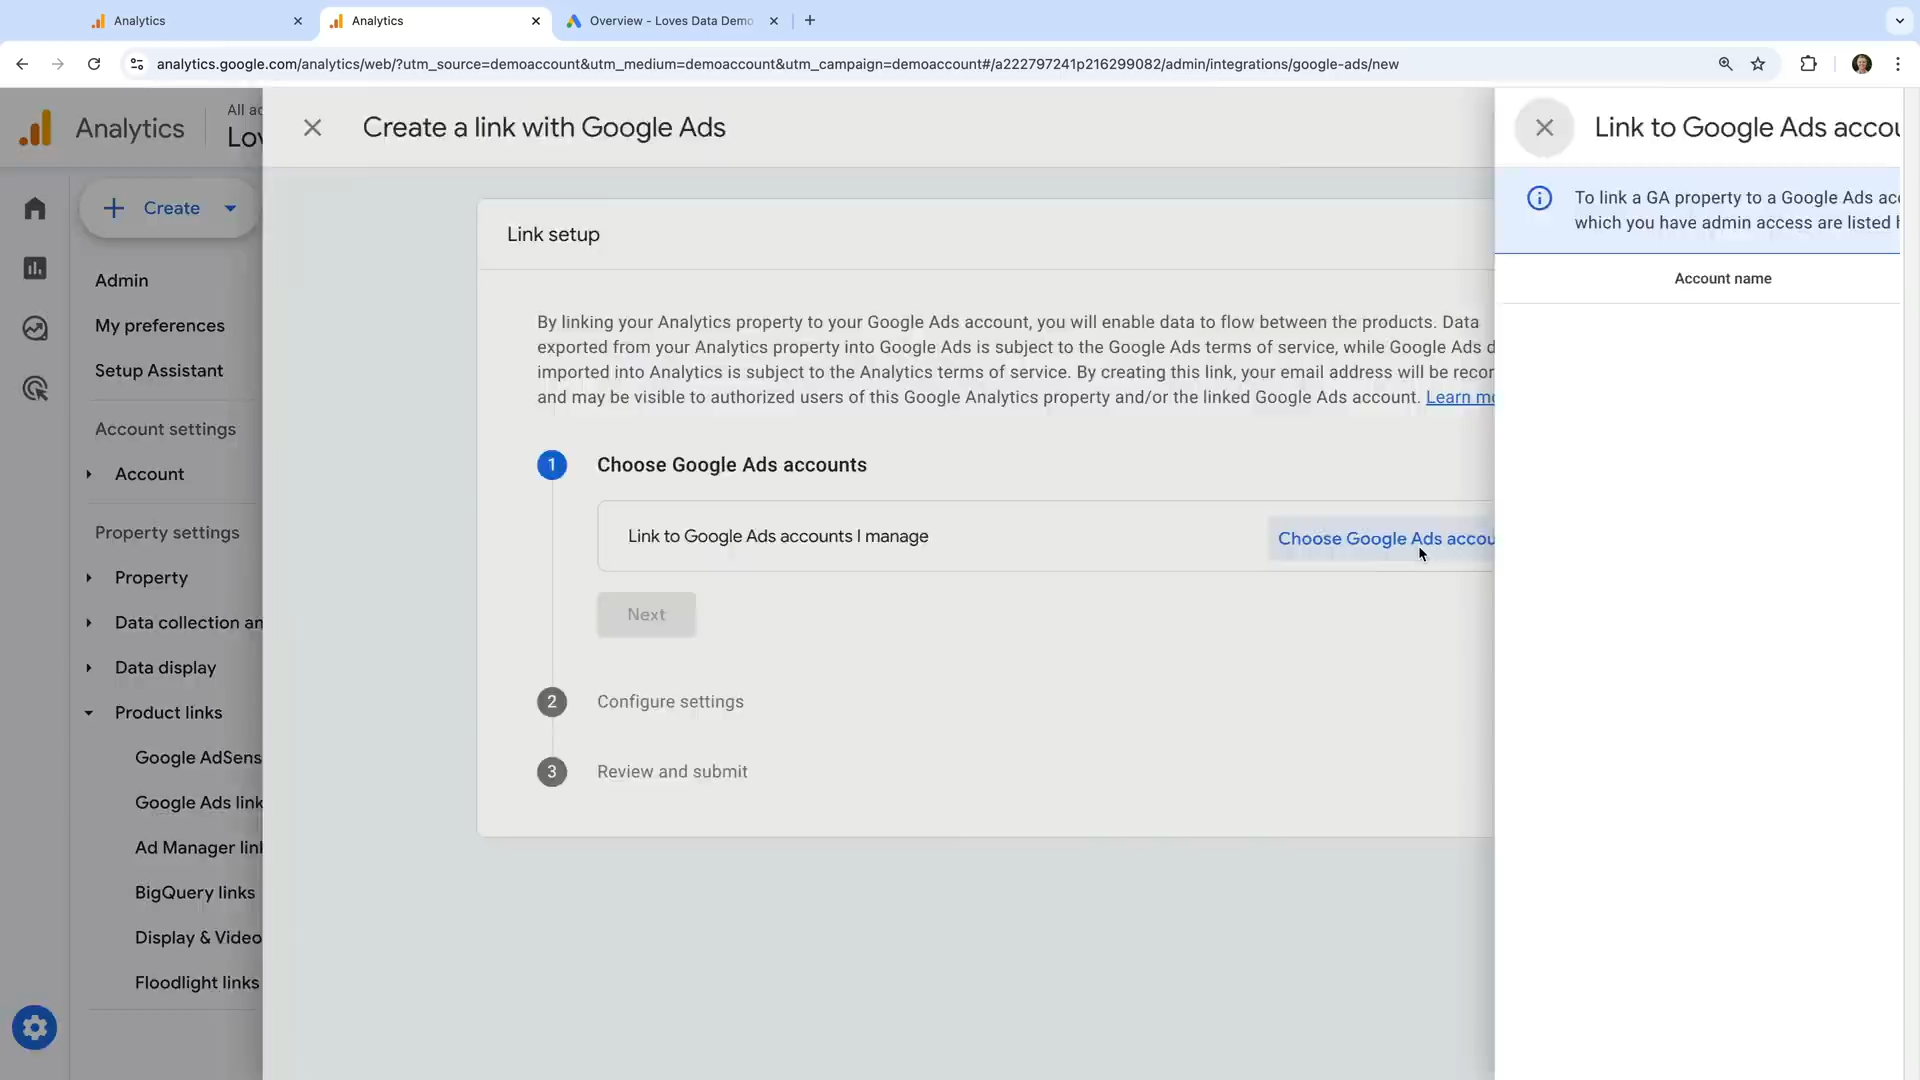 Analytics
Analytics
Overview - Loves Data Demo
analytics.google.com/analytics/web/?utm_source=demoaccount&utm_medium=demoaccount&utm_campaign=demoaccount#/a222797241p216299082/admin/integrations/google-ads/new
Analytics
All ac
Lov
Create
Admin
My preferences
Setup Assistant
Account settings
Account
Property settings
Property
Data collection an
Data display
Product links
Google AdSens
Google Ads link
Ad Manager lin
BigQuery links
Display & Video
Floodlight links
Create a link with Google Ads
Link setup
By linking your Analytics property to your Google Ads account, you will enable data to flow between the products. Data
exported from your Analytics property into Google Ads is subject to the Google Ads terms of service, while Google Ads d
imported into Analytics is subject to the Analytics terms of service. By creating this link, your email address will be recor
and may be visible to authorized users of this Google Analytics property and/or the linked Google Ads account. Learn mo
1
Choose Google Ads accounts
Link to Google Ads accounts I manage
Choose Google Ads accou
Next
2
Configure settings
3
Review and submit
Link to Google Ads accou
To link a GA property to a Google Ads acc
which you have admin access are listed h
Account name